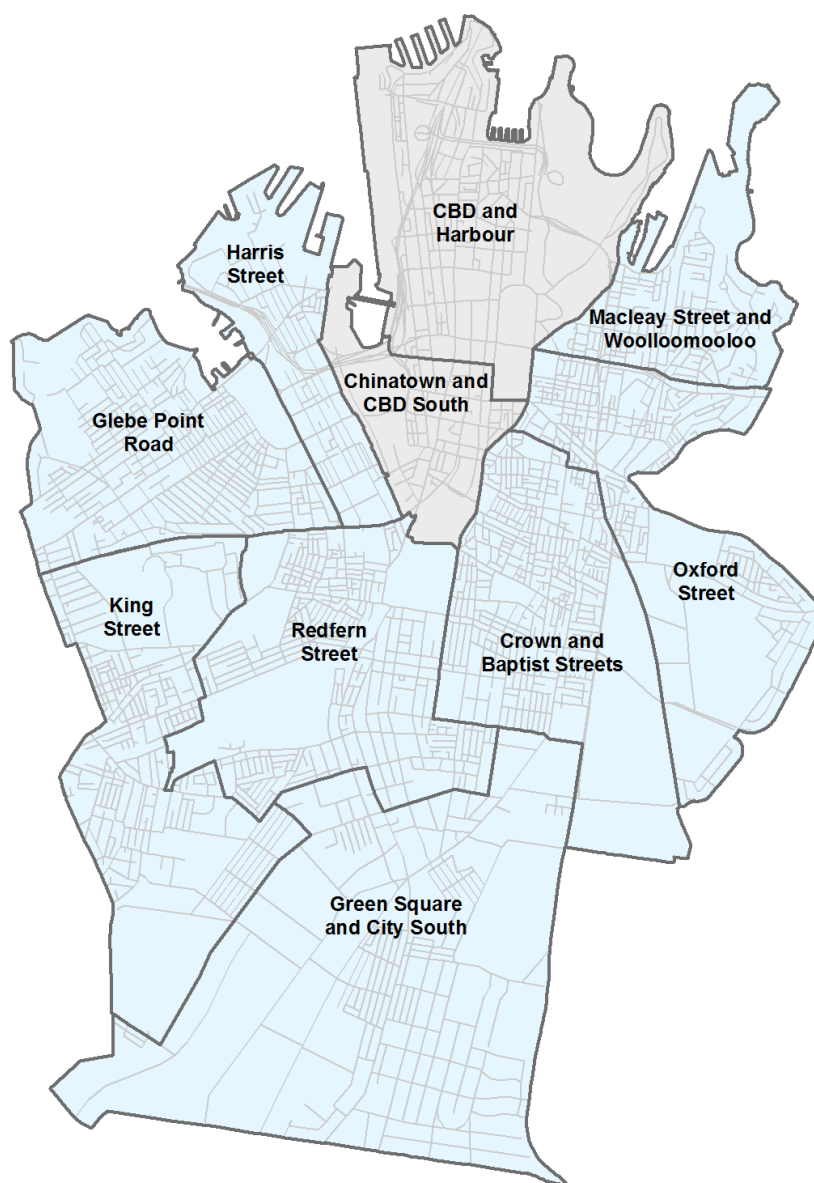 CBD and
Harbour
Harris
Street
Macleay Street and
Woolloomooloo
Chinatown and
CBD South
Glebe Point
Road
Oxford
Street
King
Street
Redfern
Street
Crown and
Baptist Streets
Green Square
and City South